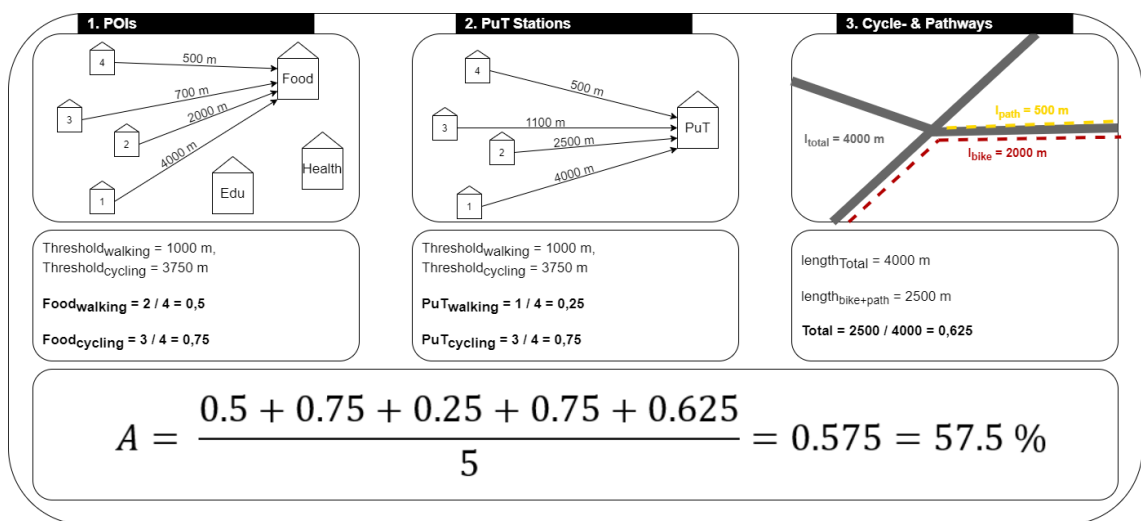 1. POIs
4
500 m
Food
3
700 m
2000 m
2
4000 m
1
Edu
Health
2. PuT Stations
4
500 m
PuT
3
1100 m
2
2500 m
4000 m
1
3. Cycle- & Pathways
l_path = 500 m
l_total = 4000 m
l_bike = 2000 m
Threshold_walking = 1000 m,
Threshold_cycling = 3750 m
Food_walking = 2 / 4 = 0,5
Food_cycling = 3 / 4 = 0,75
Threshold_walking = 1000 m,
Threshold_cycling = 3750 m
PuT_walking = 1 / 4 = 0,25
PuT_cycling = 3 / 4 = 0,75
length_Total = 4000 m
length_bike+path = 2500 m
Total = 2500 / 4000 = 0,625
A = (0.5 + 0.75 + 0.25 + 0.75 + 0.625) / 5 = 0.575 = 57.5 %